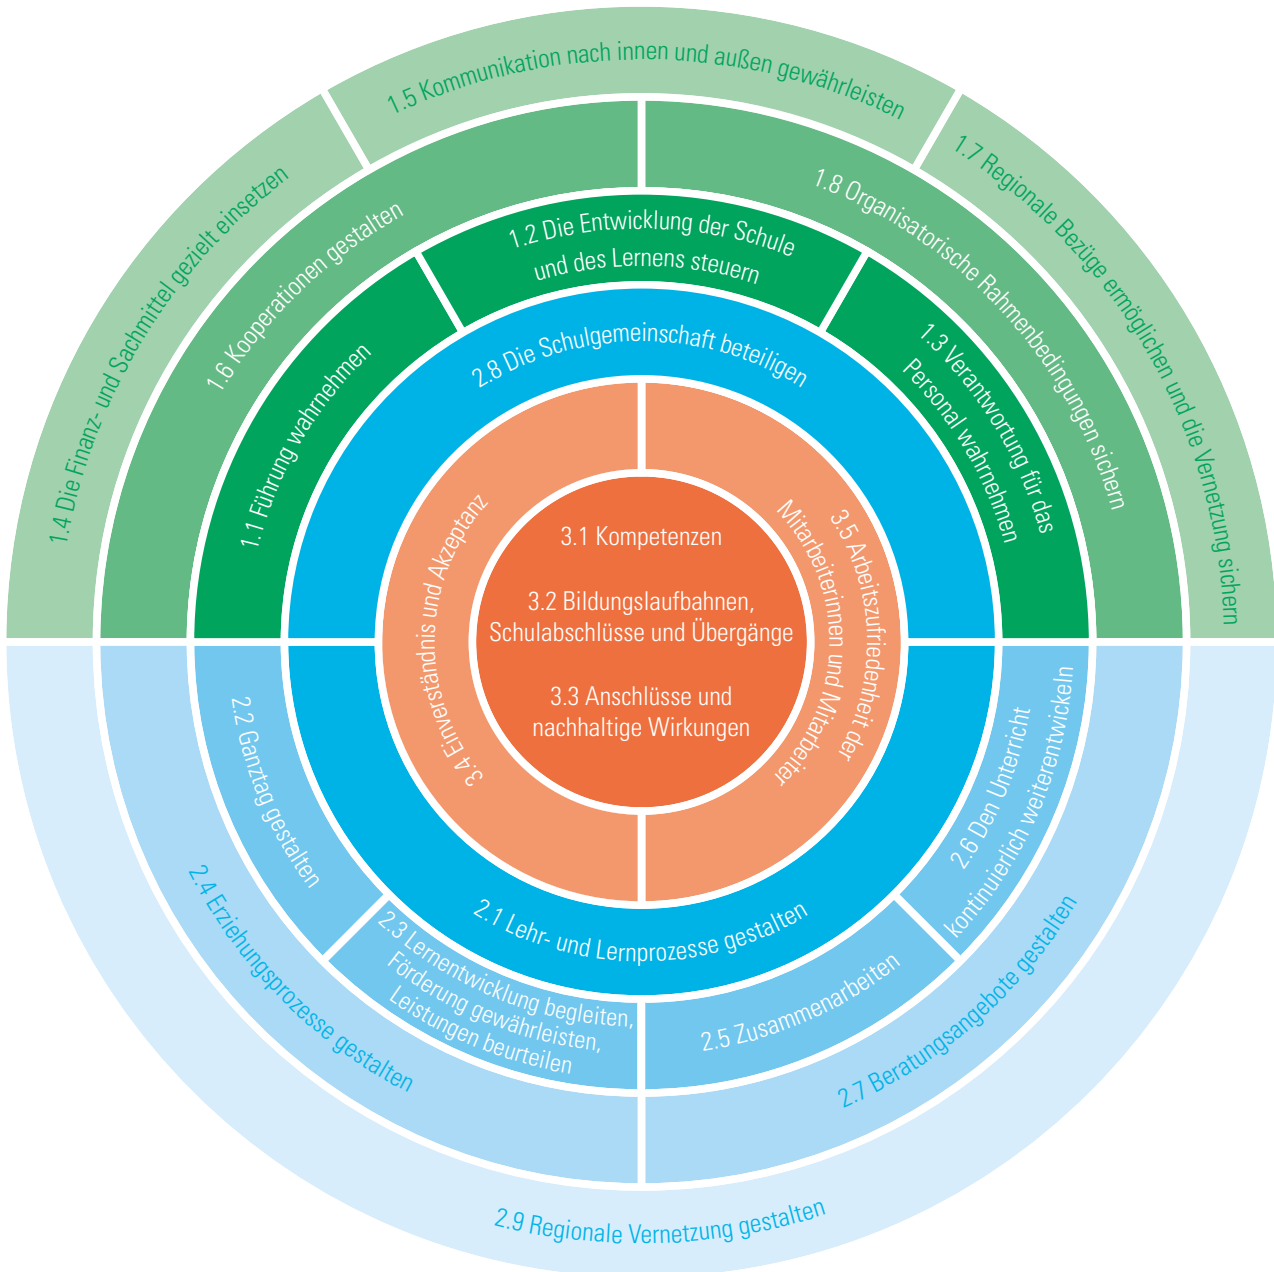 1.5 Kommunikation nach innen und außen gewährleisten
1.4 Die Finanz- und Sachmittel gezielt einsetzen
1.7 Regionale Bezüge ermöglichen und die Vernetzung sichern
1.6 Kooperationen gestalten
1.8 Organisatorische Rahmenbedingungen sichern
1.1 Führung wahrnehmen
1.2 Die Entwicklung der Schule
und des Lernens steuern
1.3 Verantwortung für das
Personal wahrnehmen
2.8 Die Schulgemeinschaft beteiligen
3.4 Einverständnis und Akzeptanz
3.5 Arbeitszufriedenheit der
Mitarbeiterinnen und Mitarbeiter
3.1 Kompetenzen
3.2 Bildungslaufbahnen,
Schulabschlüsse und Übergänge
3.3 Anschlüsse und
nachhaltige Wirkungen
2.1 Lehr- und Lernprozesse gestalten
2.2 Ganztag gestalten
2.3 Lernentwicklung begleiten,
Förderung gewährleisten,
Leistungen beurteilen
2.5 Zusammenarbeiten
2.6 Den Unterricht
kontinuierlich weiterentwickeln
2.4 Erziehungsprozesse gestalten
2.7 Beratungsangebote gestalten
2.9 Regionale Vernetzung gestalten